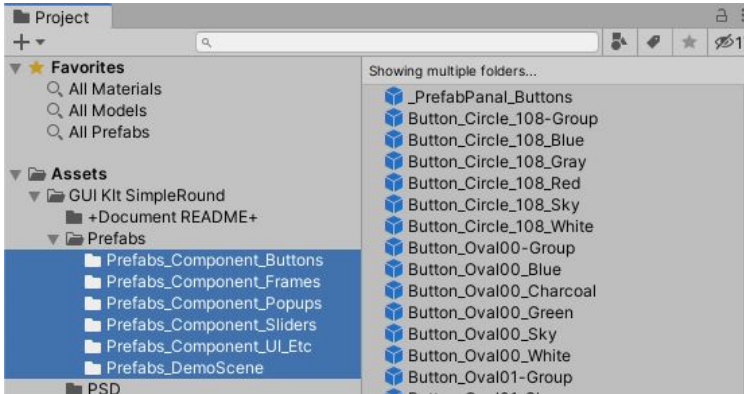 Project
1
Favorites
All Materials
All Models
All Prefabs
Assets
GUI KIt SimpleRound
+Document README+
Prefabs
Prefabs_Component_Buttons
Prefabs_Component_Frames
Prefabs_Component_Popups
Prefabs_Component_Sliders
Prefabs_Component_UI_Etc
Prefabs_DemoScene
PSD
Showing multiple folders...
_PrefabPanal_Buttons
Button_Circle_108-Group
Button_Circle_108_Blue
Button_Circle_108_Gray
Button_Circle_108_Red
Button_Circle_108_Sky
Button_Circle_108_White
Button_Oval00-Group
Button_Oval00_Blue
Button_Oval00_Charcoal
Button_Oval00_Green
Button_Oval00_Sky
Button_Oval00_White
Button_Oval01-Group